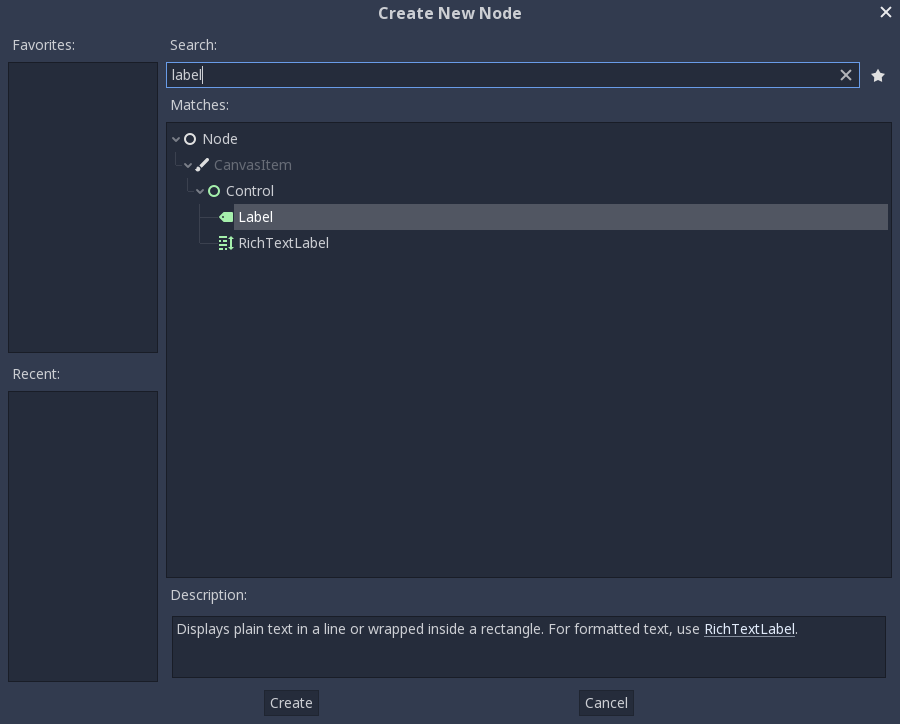 Create New Node
Favorites:
Search:
label
Matches:
Node
CanvasItem
Control
Label
RichTextLabel
Recent:
Description:
Displays plain text in a line or wrapped inside a rectangle. For formatted text, use RichTextLabel.
Create
Cancel